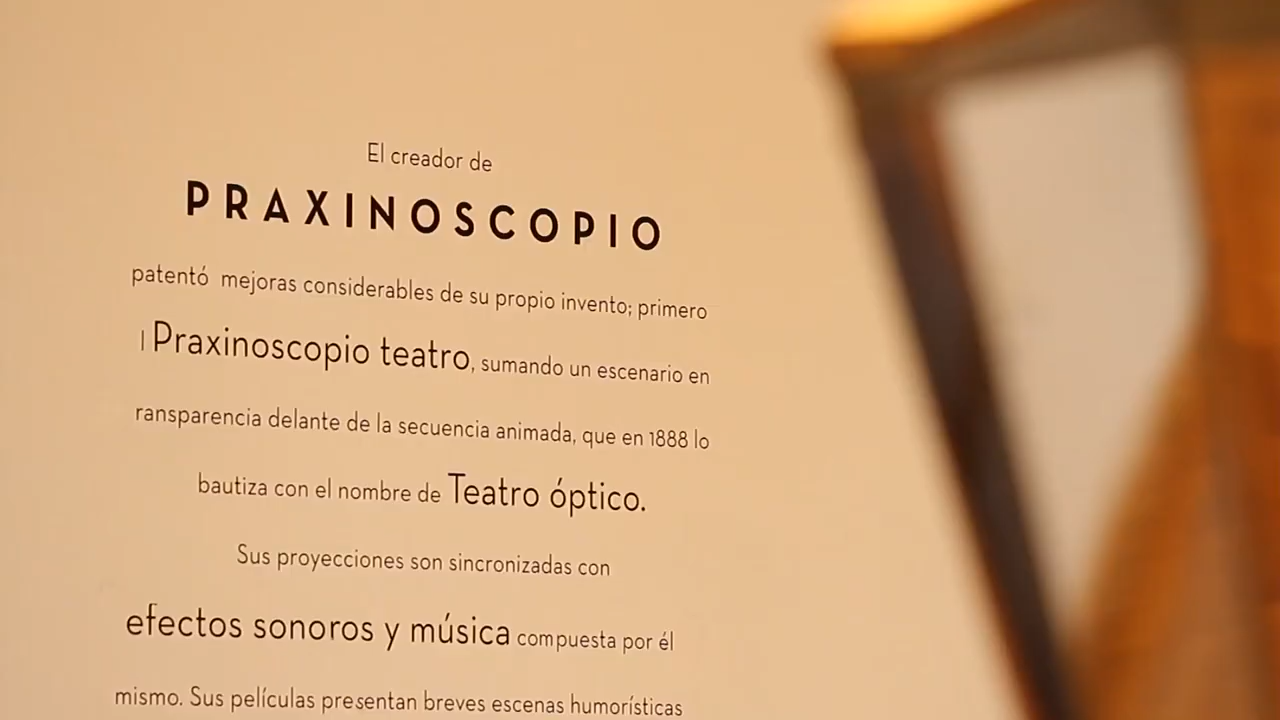 El creador de
PRAXINOSCOPIO
patentó mejoras considerables de su propio invento; primero
l Praxinoscopio teatro, sumando un escenario en
ransparencia delante de la secuencia animada, que en 1888 lo
bautiza con el nombre de Teatro óptico.
Sus proyecciones son sincronizadas con
efectos sonoros y música compuesta por él
mismo. Sus películas presentan breves escenas humorísticas